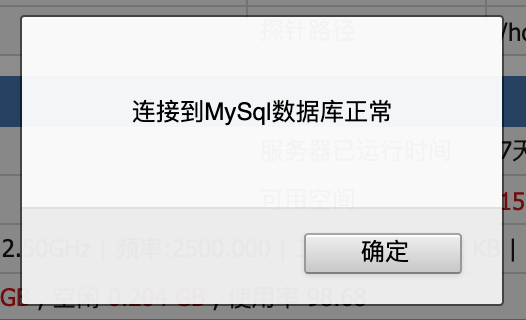 探针路径
/ho
连接到MySql数据库正常
服务器已运行时间
7天
可用空间
15
2.50GHz | 频率:2500.000 |
KB |
确定
GB , 空闲 0.204 GB , 使用率 98.68